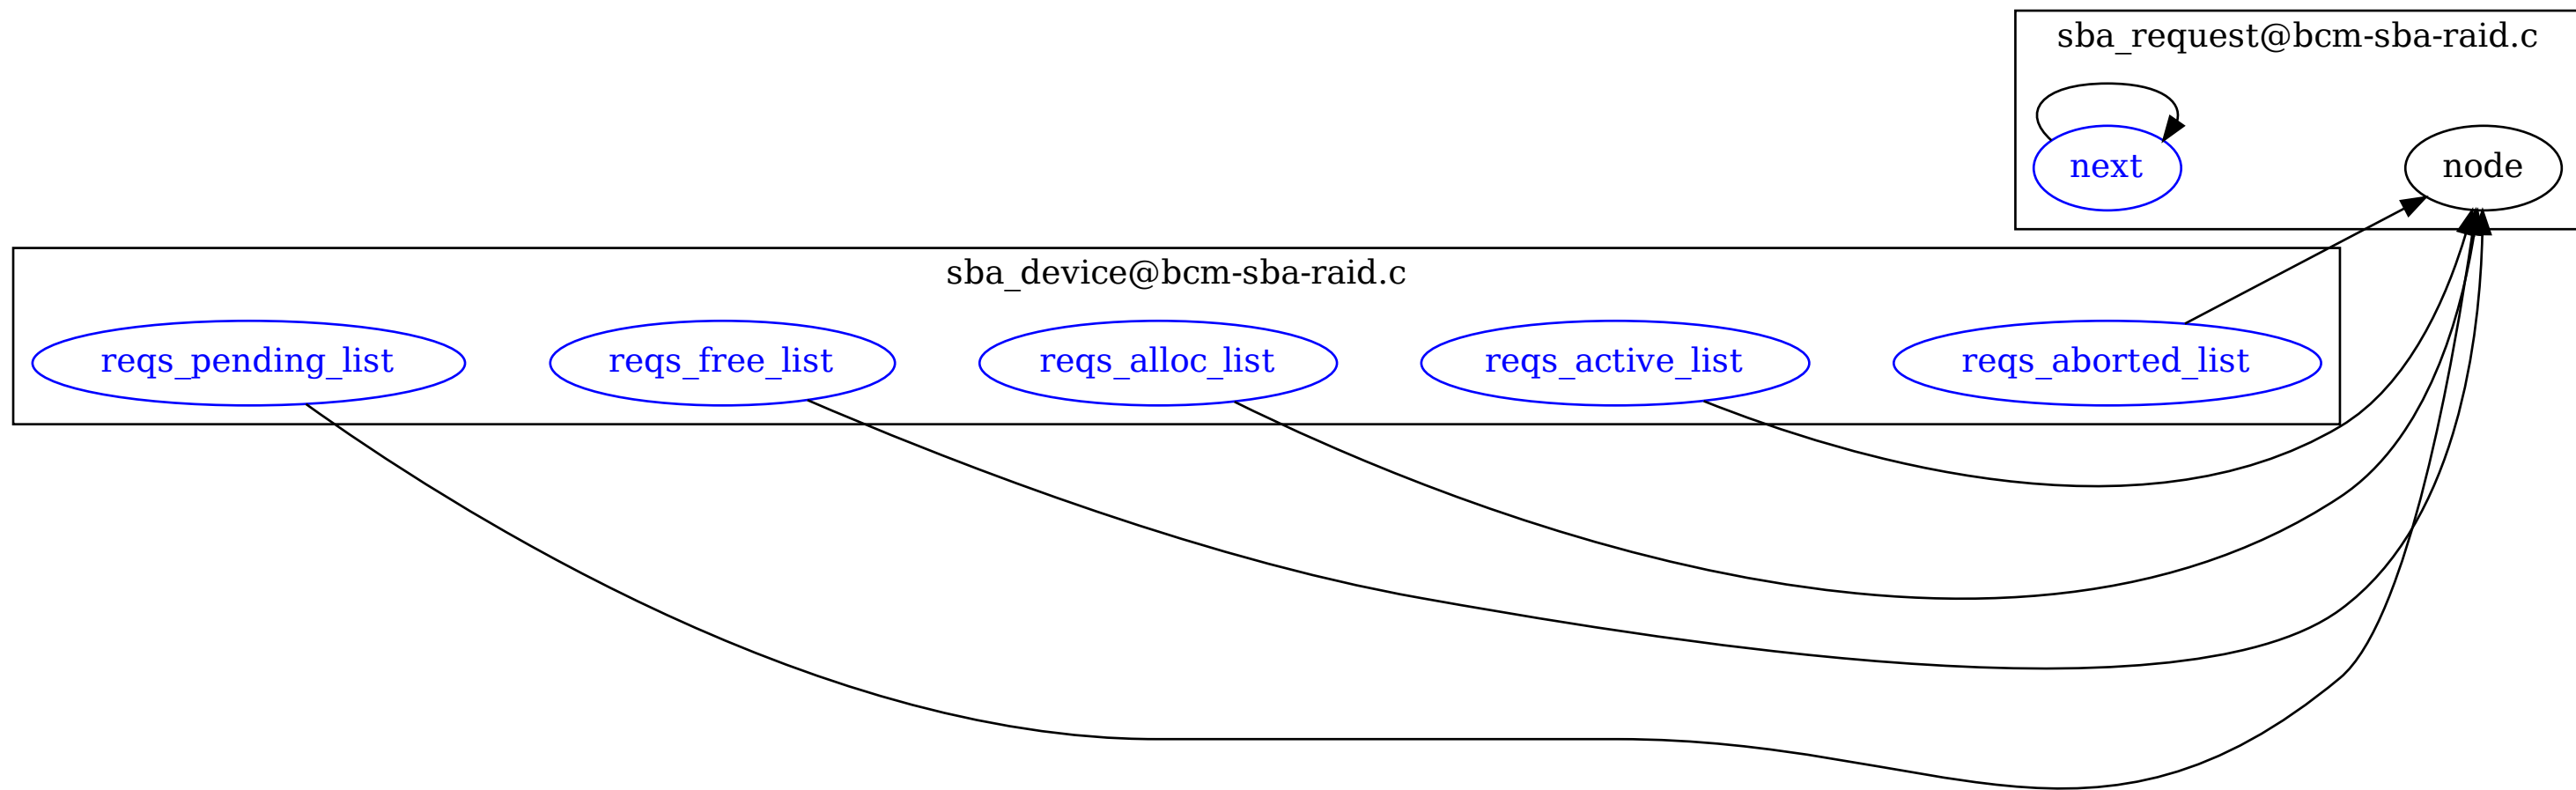 sba_request@bcm-sba-raid.c
next
node
sba_device@bcm-sba-raid.c
reqs_pending_list
reqs_free_list
reqs_alloc_list
reqs_active_list
reqs_aborted_list